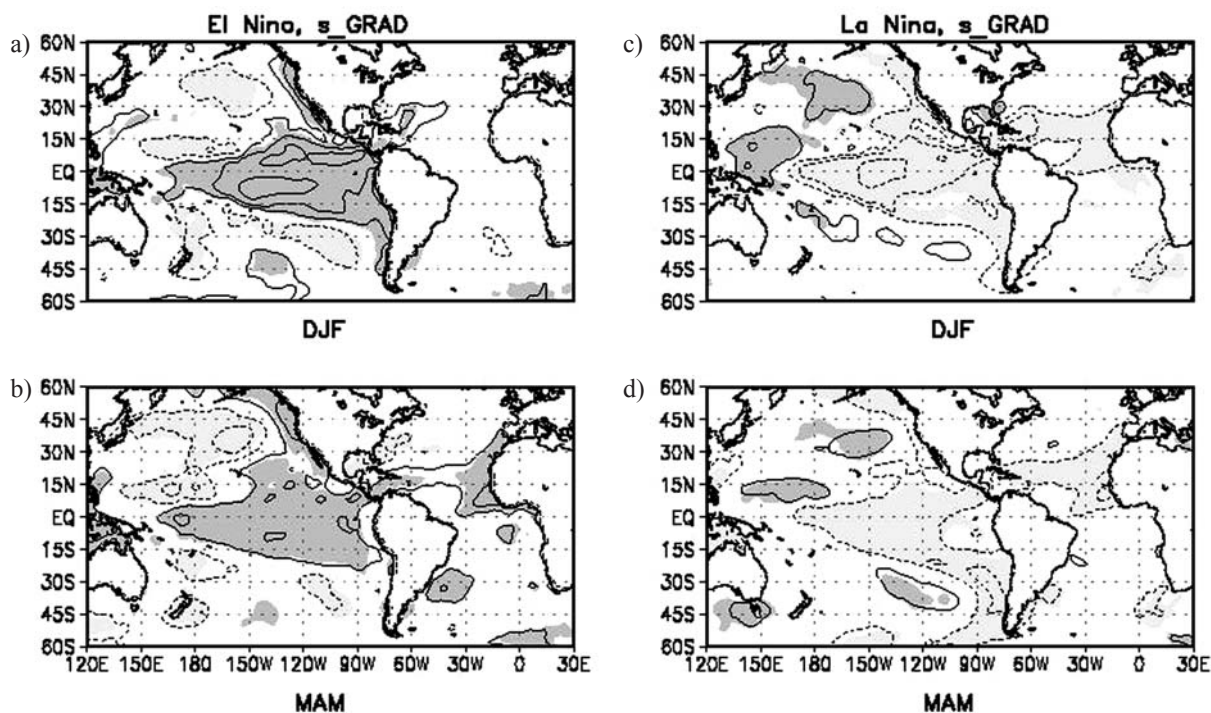 El Nino, s_GRAD
a)
60N
45N
30N
15N
EQ
15S
30S
45S
60S
DJF
La Nina, s_GRAD
c)
60N
45N
30N
15N
EQ
15S
30S
45S
60S
DJF
b)
60N
45N
30N
15N
EQ
15S
30S
45S
60S
120E 150E 180 150W 120W 90W 60W 30W 0 30E
MAM
d)
60N
45N
30N
15N
EQ
15S
30S
45S
60S
120E 150E 180 150W 120W 90W 60W 30W 0 30E
MAM